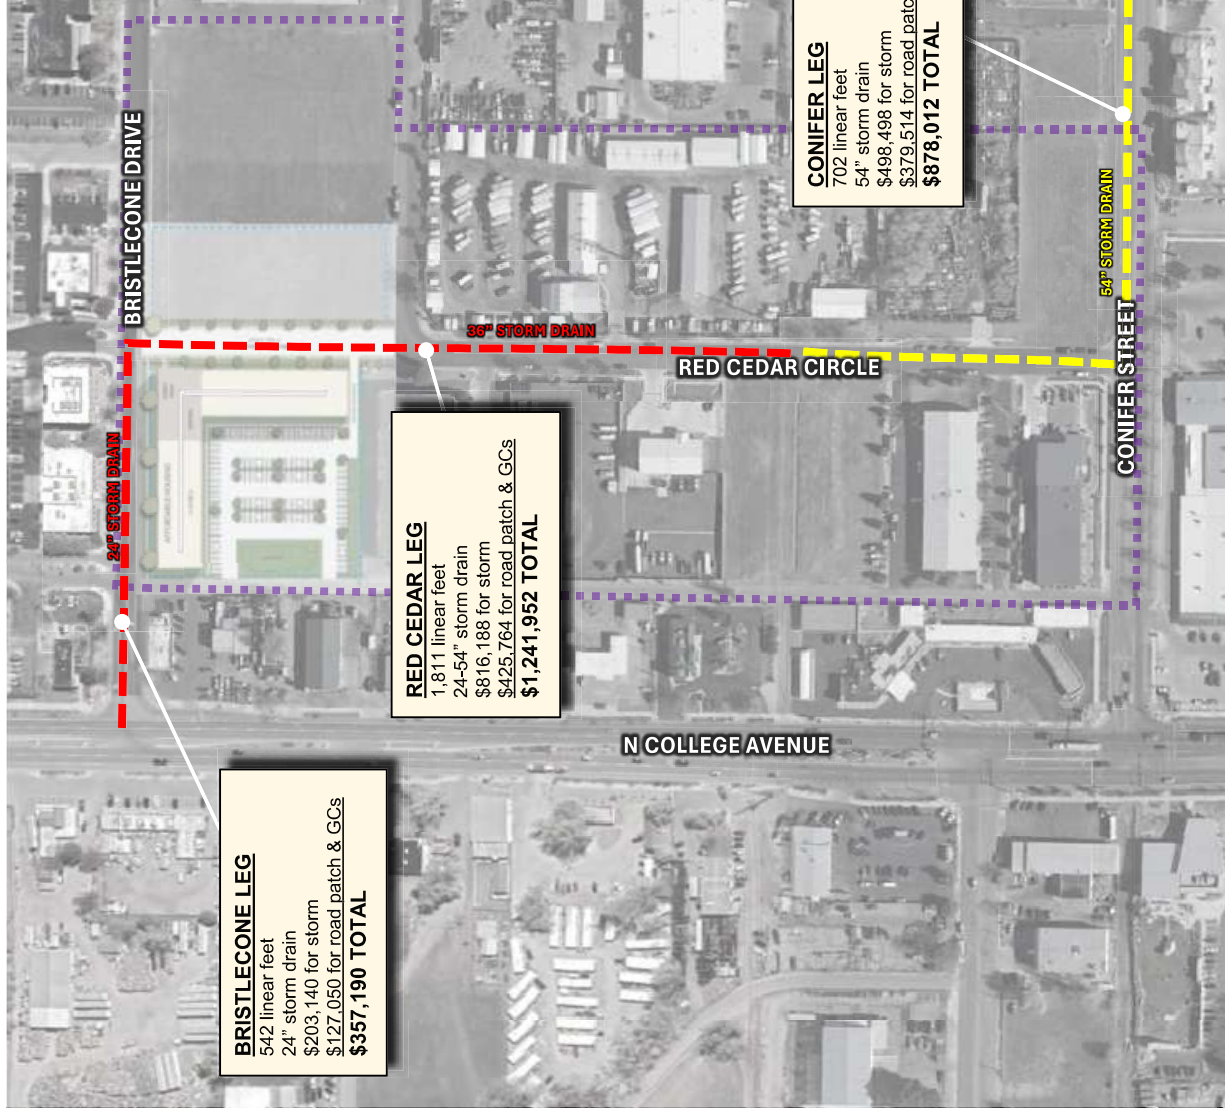 BRISTLECONE DRIVE
24” STORM DRAIN
36” STORM DRAIN
RED CEDAR CIRCLE
54” STORM DRAIN
CONIFER STREET
N COLLEGE AVENUE
BRISTLECONE LEG
542 linear feet
24” storm drain
$203,140 for storm
$127,050 for road patch & GCs
$357,190 TOTAL
RED CEDAR LEG
1,811 linear feet
24-54” storm drain
$816,188 for storm
$425,764 for road patch & GCs
$1,241,952 TOTAL
CONIFER LEG
702 linear feet
54” storm drain
$498,498 for storm
$379,514 for road patc
$878,012 TOTAL